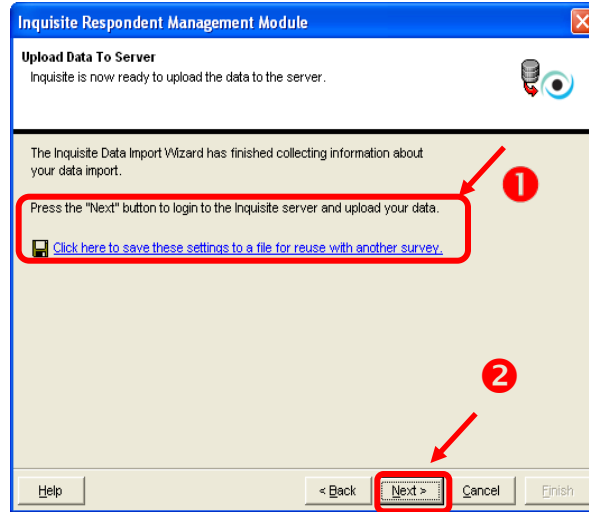 Inquisite Respondent Management Module
Upload Data To Server
Inquisite is now ready to upload the data to the server.
The Inquisite Data Import Wizard has finished collecting information about
your data import.
1
Press the "Next" button to login to the Inquisite server and upload your data.
Click here to save these settings to a file for reuse with another survey.
2
Help
< Back
Next >
Cancel
Finish